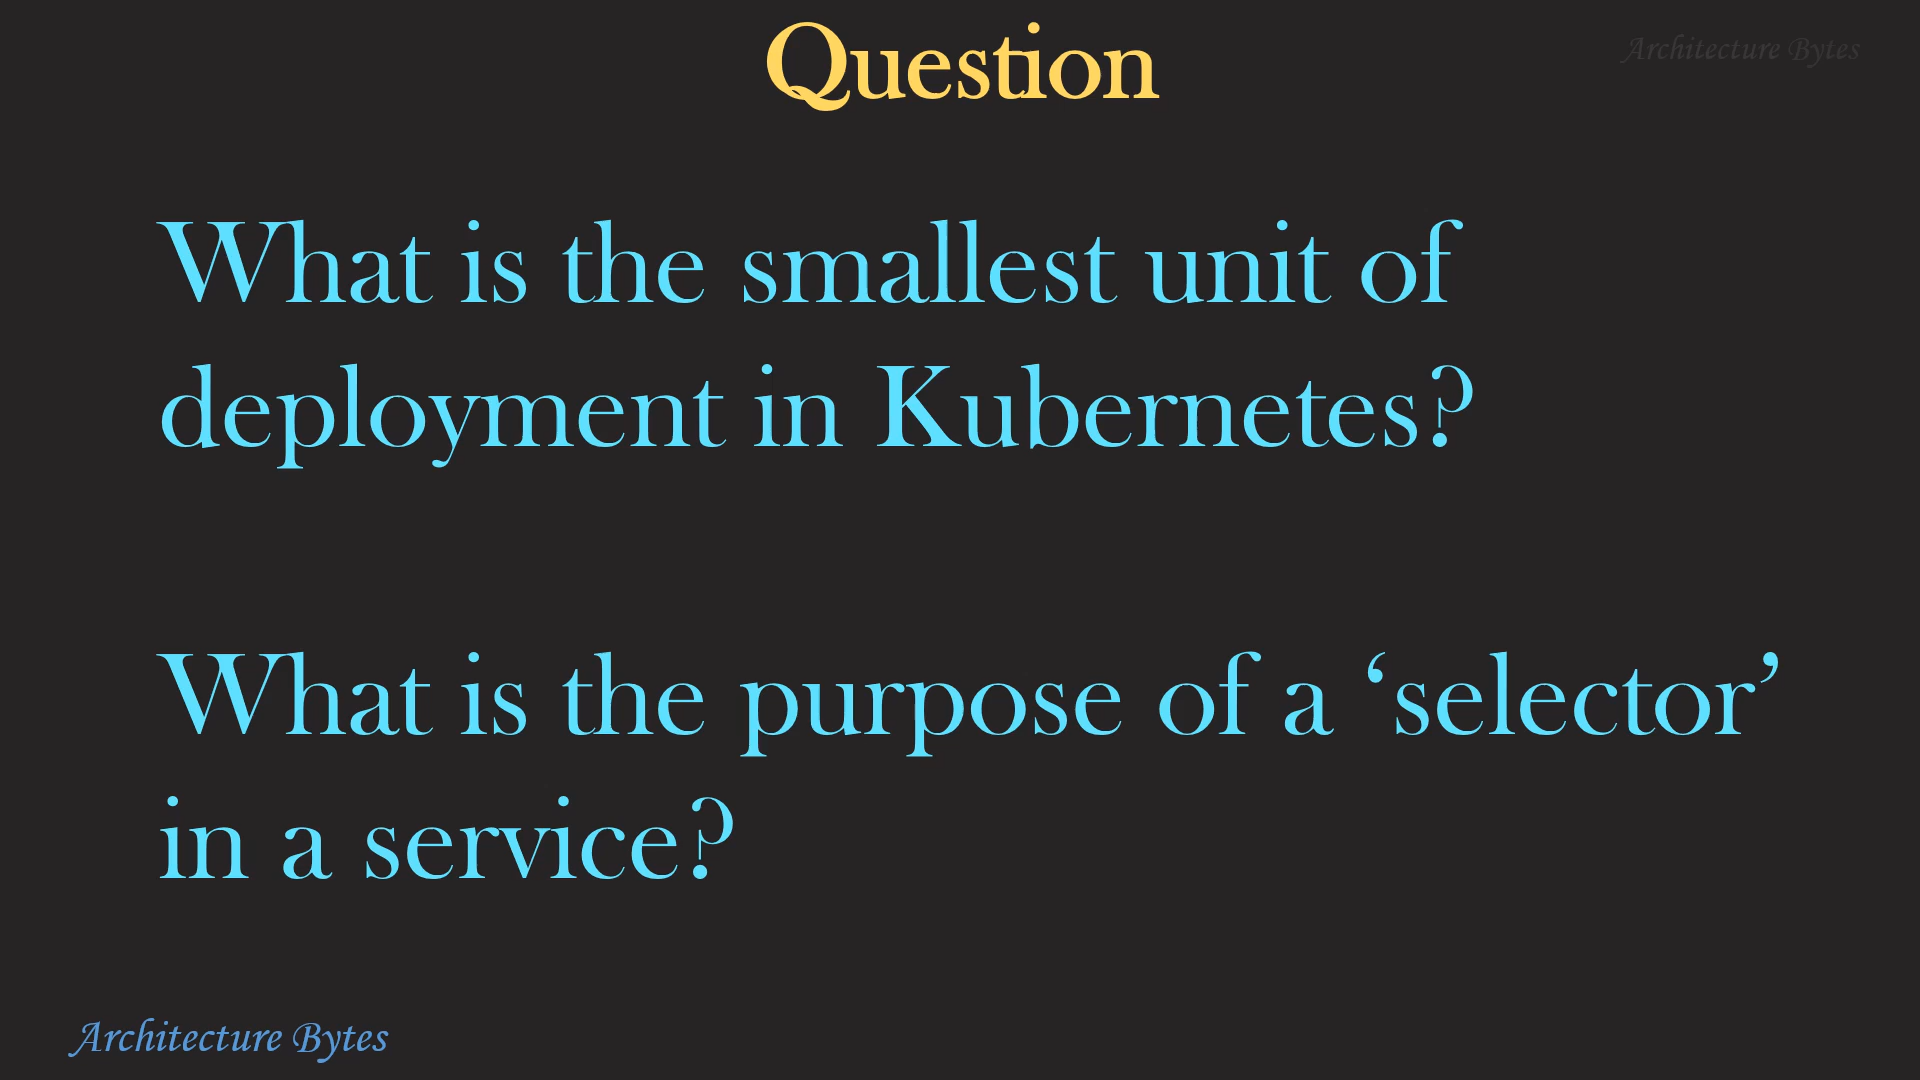 Question
Architecture Bytes
What is the smallest unit of
deployment in Kubernetes?
What is the purpose of a ‘selector’
in a service?
Architecture Bytes